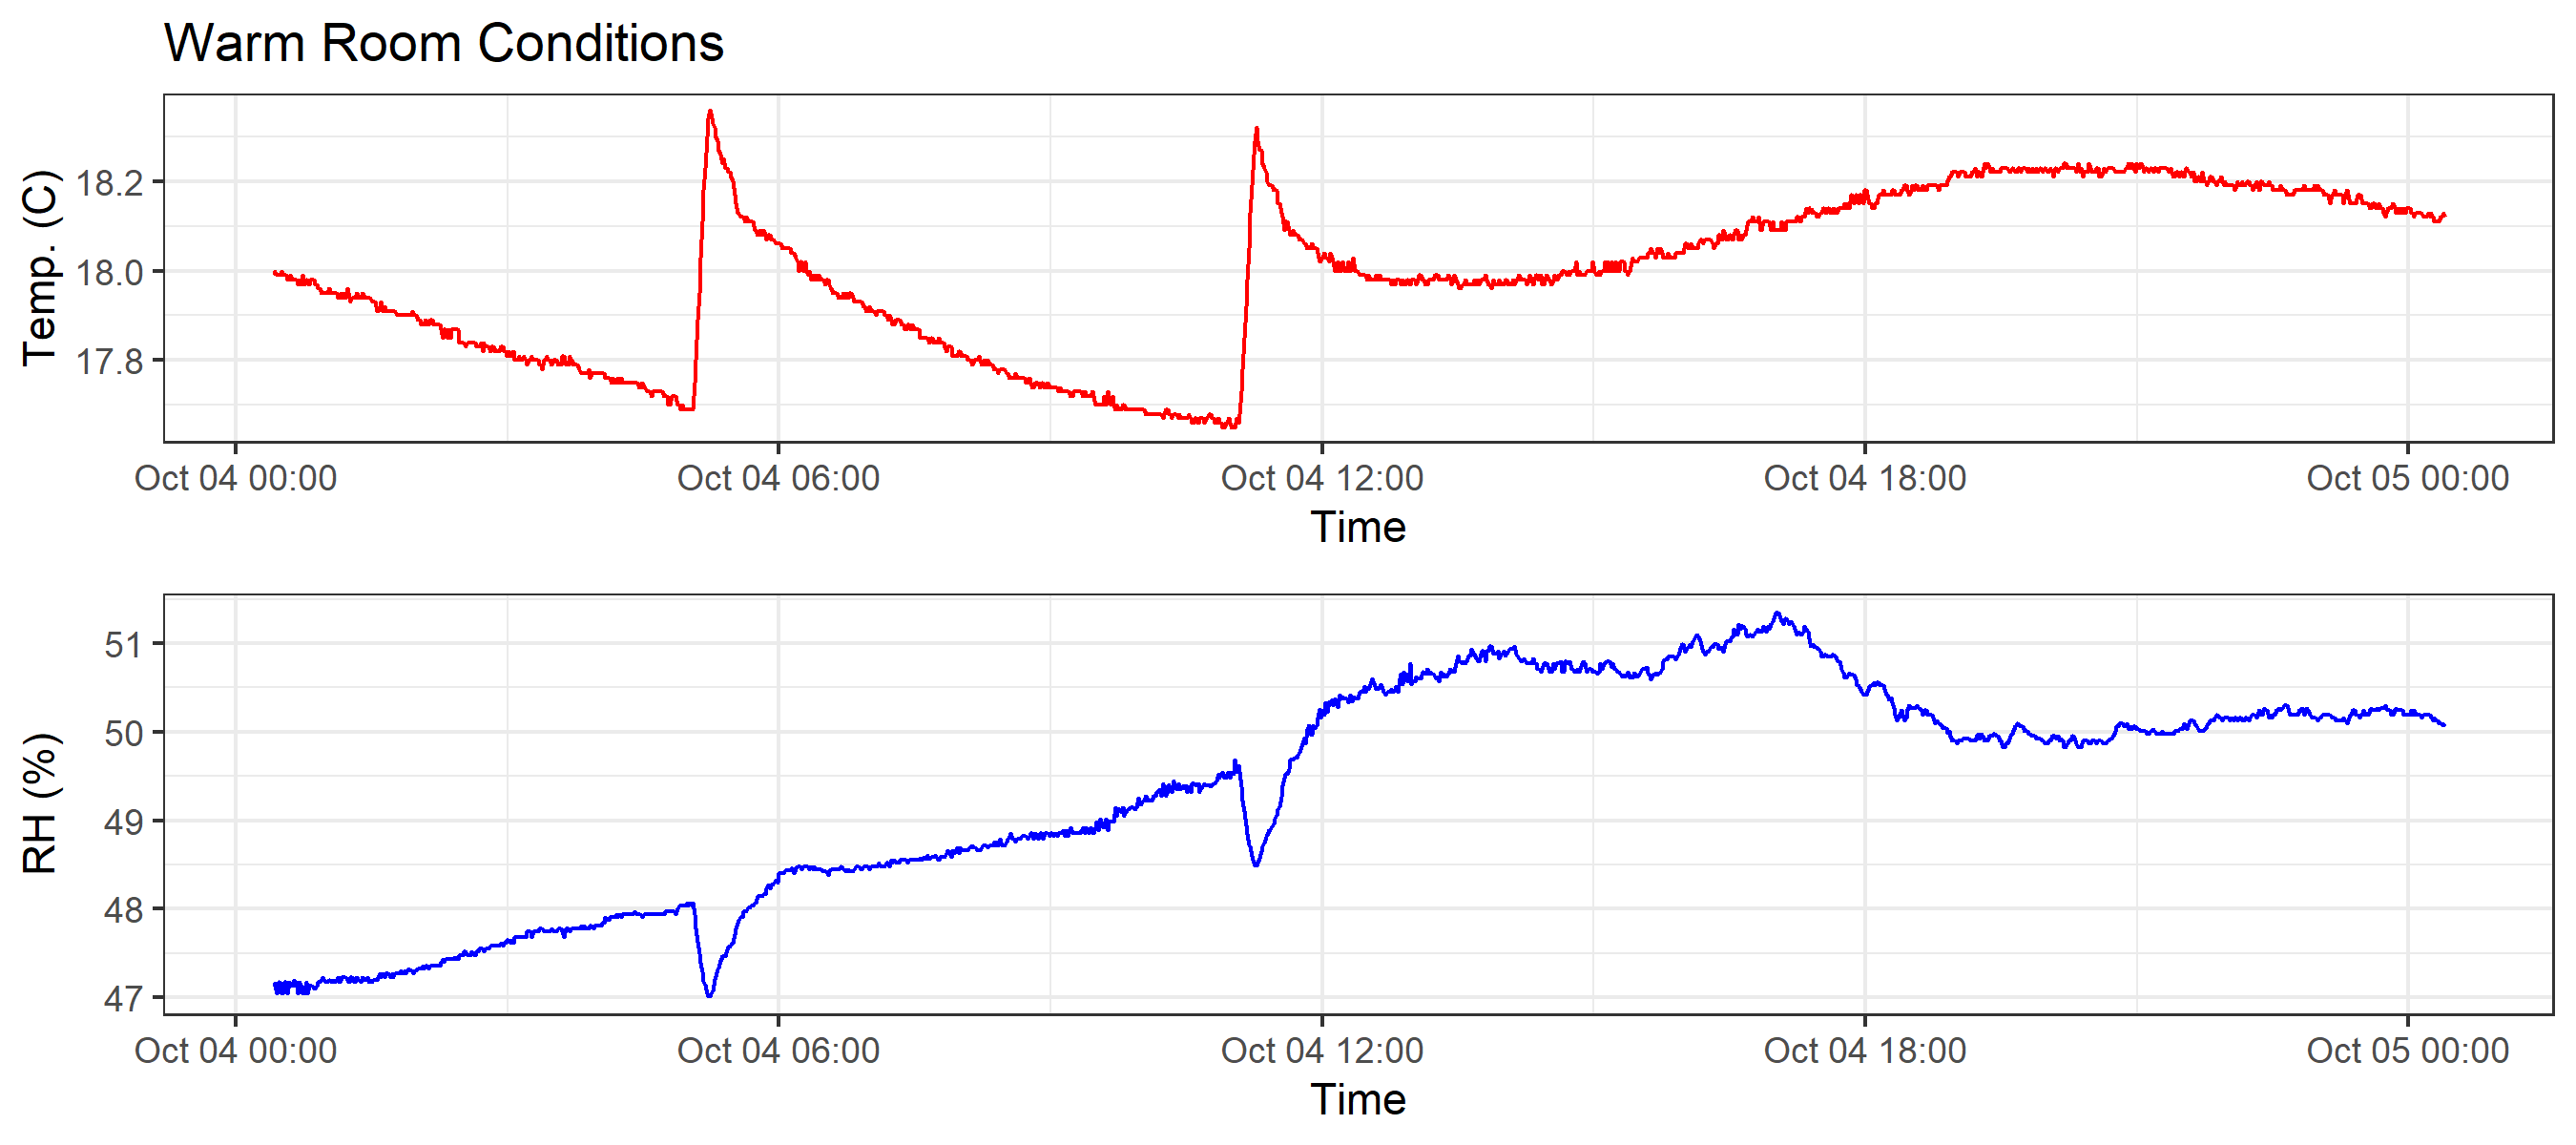 Warm Room Conditions
Temp. (C)
18.2
18.0
17.8
Oct 04 00:00 Oct 04 06:00 Oct 04 12:00 Oct 04 18:00 Oct 05 00:00
Time
RH (%)
51
50
49
48
47
Oct 04 00:00 Oct 04 06:00 Oct 04 12:00 Oct 04 18:00 Oct 05 00:00
Time